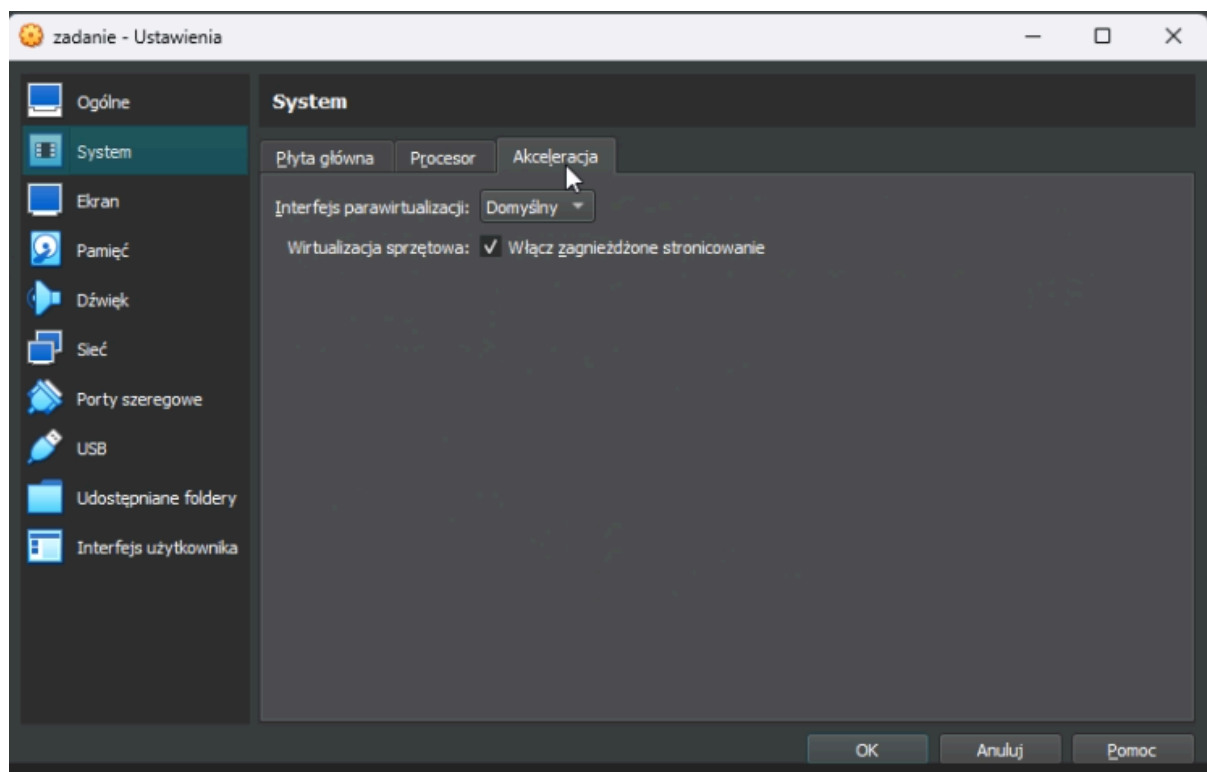 zadanie - Ustawienia
Ogólne
System
Ekran
Pamięć
Dźwięk
Sieć
Porty szeregowe
USB
Udostępniane foldery
Interfejs użytkownika
System
Płyta główna Procesor Akceleracja
Interfejs parawirtualizacji: Domyślny
Wirtualizacja sprzętowa: Włącz zagnieżdżone stronicowanie
OK Anuluj Pomoc